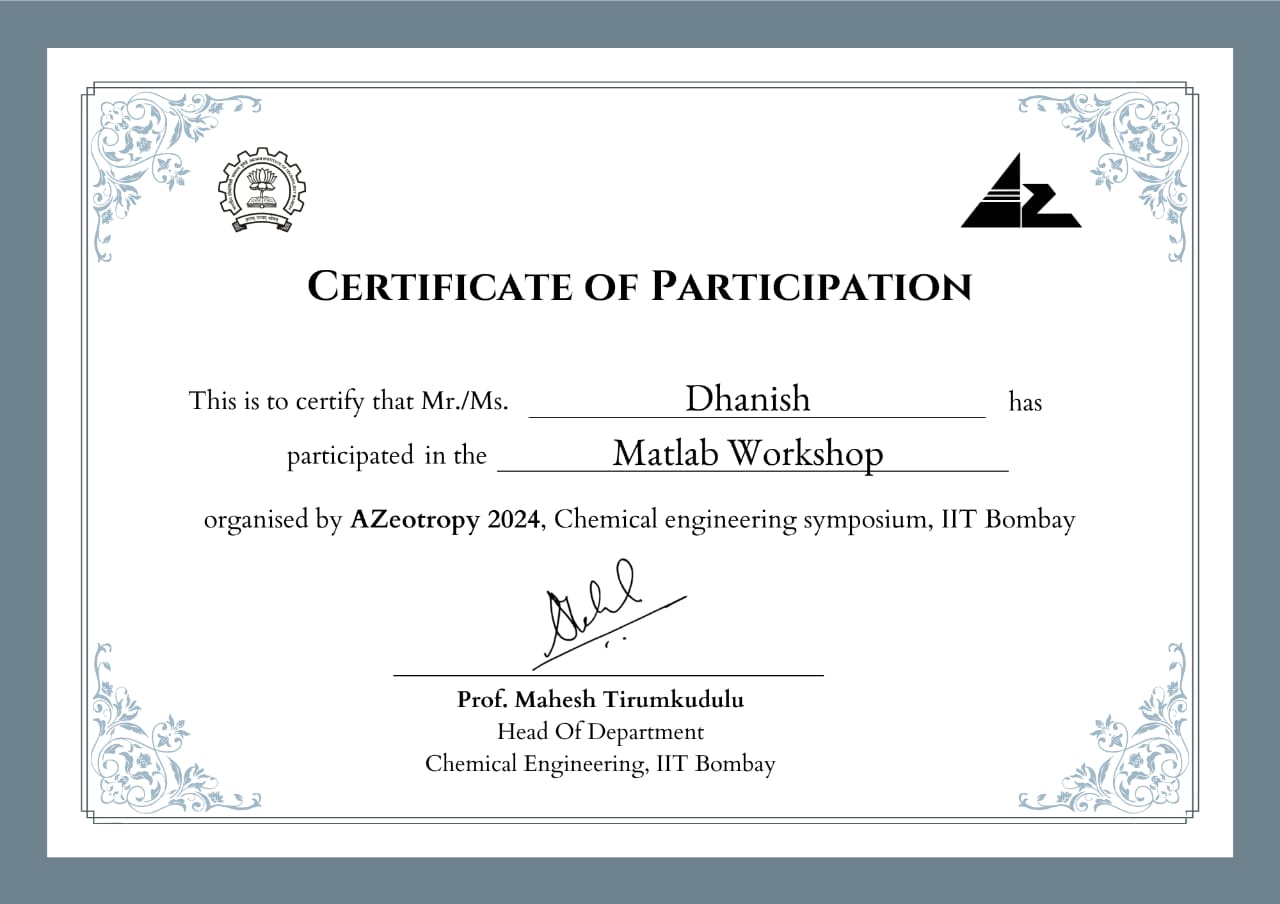 CERTIFICATE OF PARTICIPATION
This is to certify that Mr./Ms. Dhanish has
participated in the Matlab Workshop
organised by AZeotropy 2024, Chemical engineering symposium, IIT Bombay
Prof. Mahesh Tirumkudulu
Head Of Department
Chemical Engineering, IIT Bombay